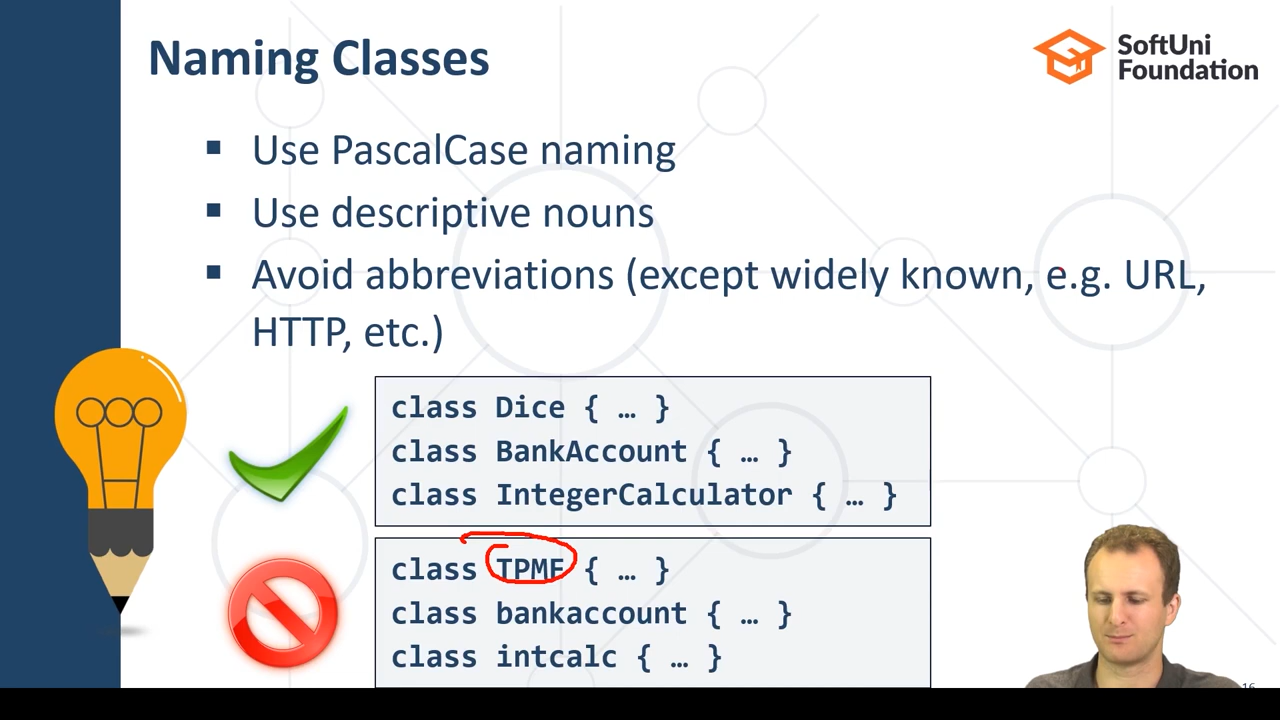 Naming Classes
SoftUni
Foundation
▪ Use PascalCase naming
▪ Use descriptive nouns
▪ Avoid abbreviations (except widely known, e.g. URL,
HTTP, etc.)
class Dice { … }
class BankAccount { … }
class IntegerCalculator { … }
class TPMF { … }
class bankaccount { … }
class intcalc { … }
16